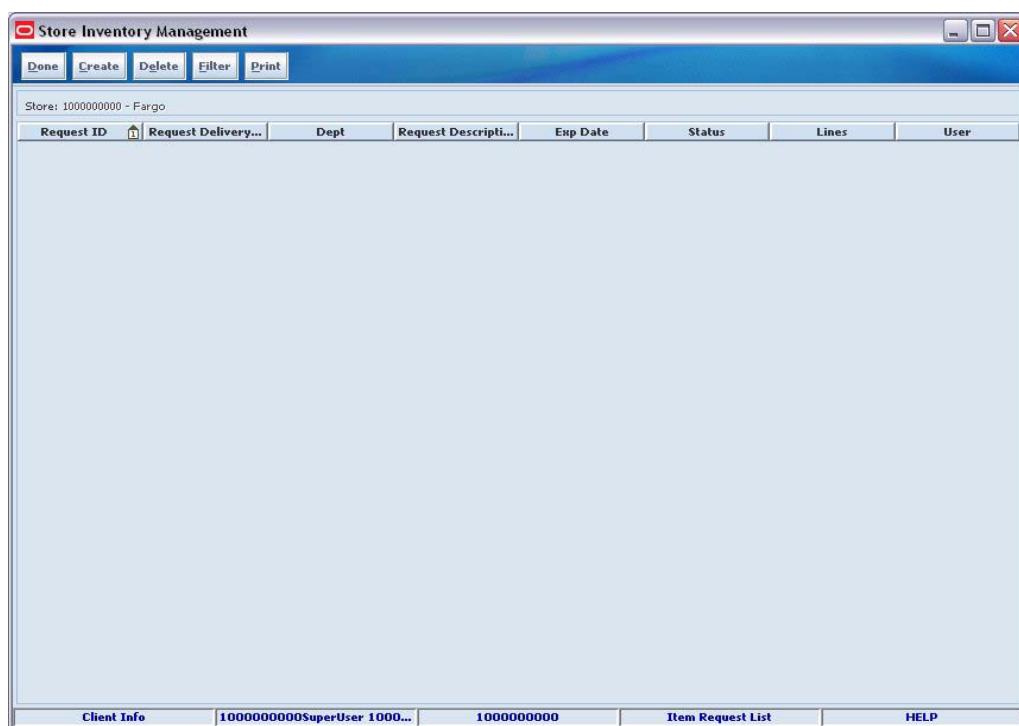 Store Inventory Management
Done Create Delete Filter Print
Store: 1000000000 - Fargo
Request ID 1 Request Delivery... Dept Request Descripti... Exp Date Status Lines User
Client Info 1000000000SuperUser 1000... 1000000000 Item Request List HELP